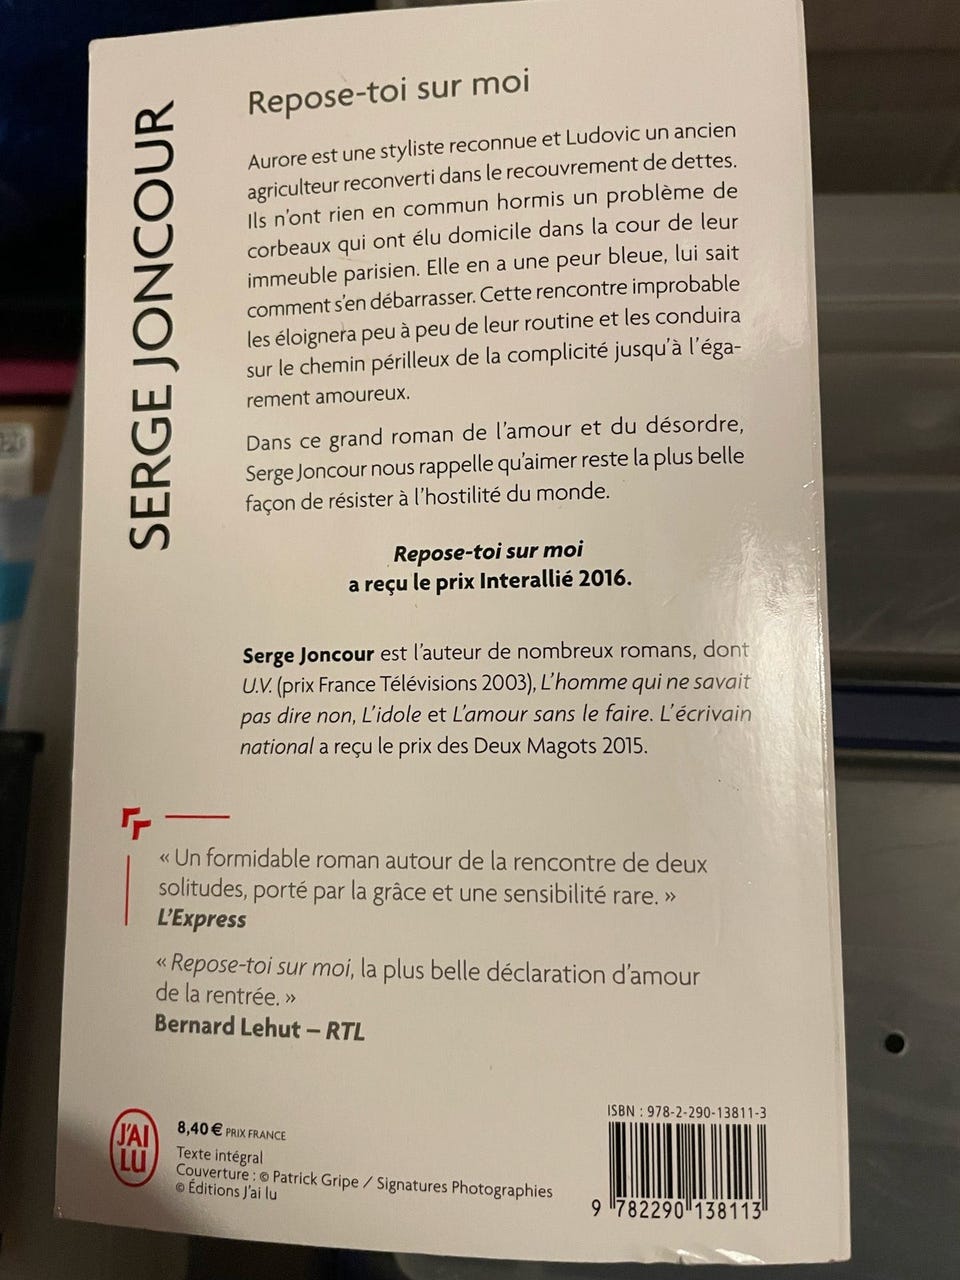 SERGE JONCOUR
Repose-toi sur moi
Aurore est une styliste reconnue et Ludovic un ancien
agriculteur reconverti dans le recouvrement de dettes.
Ils n'ont rien en commun hormis un problème de
corbeaux qui ont élu domicile dans la cour de leur
immeuble parisien. Elle en a une peur bleue, lui sait
comment s'en débarrasser. Cette rencontre improbable
les éloignera peu à peu de leur routine et les conduira
sur le chemin périlleux de la complicité jusqu'à l'éga-
rement amoureux.
Dans ce grand roman de l'amour et du désordre,
Serge Joncour nous rappelle qu'aimer reste la plus belle
façon de résister à l'hostilité du monde.
Repose-toi sur moi
a reçu le prix Interallié 2016.
Serge Joncour est l'auteur de nombreux romans, dont
U.V. (prix France Télévisions 2003), L'homme qui ne savait
pas dire non, L'idole et L'amour sans le faire. L'écrivain
national a reçu le prix des Deux Magots 2015.
« Un formidable roman autour de la rencontre de deux
solitudes, porté par la grâce et une sensibilité rare. »
L'Express
« Repose-toi sur moi, la plus belle déclaration d'amour
de la rentrée. »
Bernard Lehut – RTL
J'AI
LU
8,40 € PRIX FRANCE
Texte intégral
Couverture : © Patrick Gripe / Signatures Photographies
© Éditions J'ai lu
ISBN : 978-2-290-13811-3
9 782290 138113